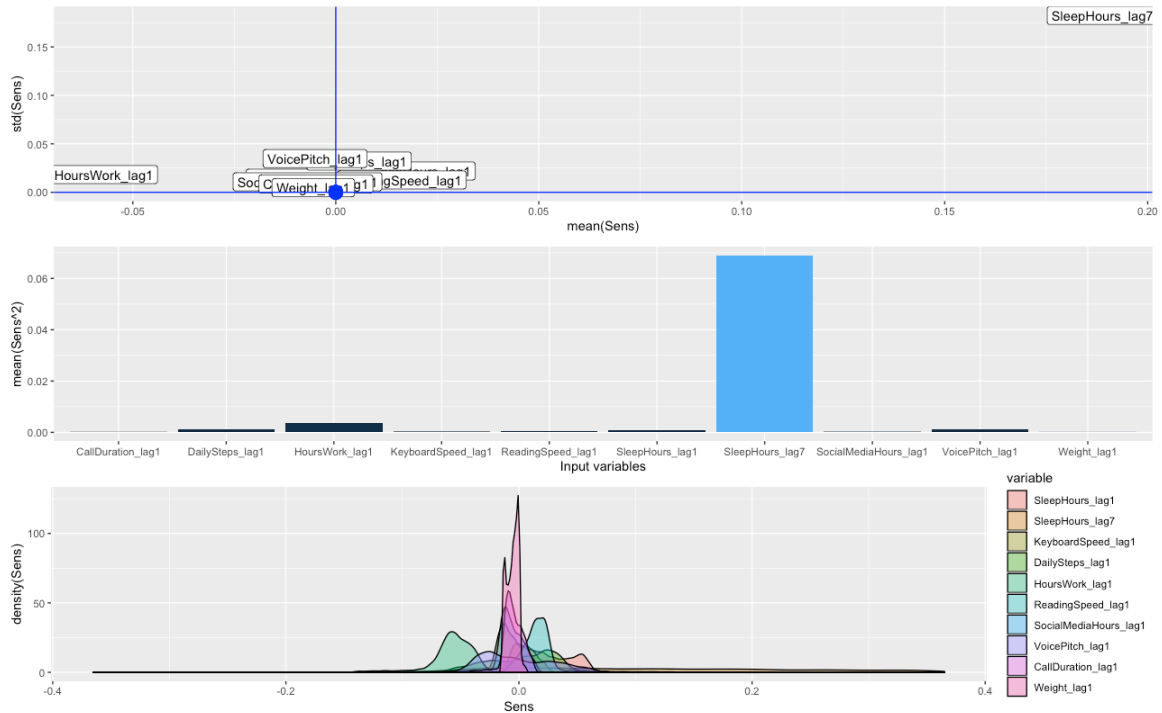 SleepHours_lag7
0.15
0.10
0.05
0.00
std(Sens)
VoicePitch_lag1
HoursWork_lag1
Weight_lag1
-0.05
0.00
0.05
0.10
0.15
0.20
mean(Sens)
0.06
0.04
0.02
0.00
mean(Sens^2)
CallDuration_lag1
DailySteps_lag1
HoursWork_lag1
KeyboardSpeed_lag1
ReadingSpeed_lag1
SleepHours_lag1
SleepHours_lag7
SocialMediaHours_lag1
VoicePitch_lag1
Weight_lag1
Input variables
100
50
0
density(Sens)
-0.4
-0.2
0.0
0.2
0.4
Sens
variable
SleepHours_lag1
SleepHours_lag7
KeyboardSpeed_lag1
DailySteps_lag1
HoursWork_lag1
ReadingSpeed_lag1
SocialMediaHours_lag1
VoicePitch_lag1
CallDuration_lag1
Weight_lag1